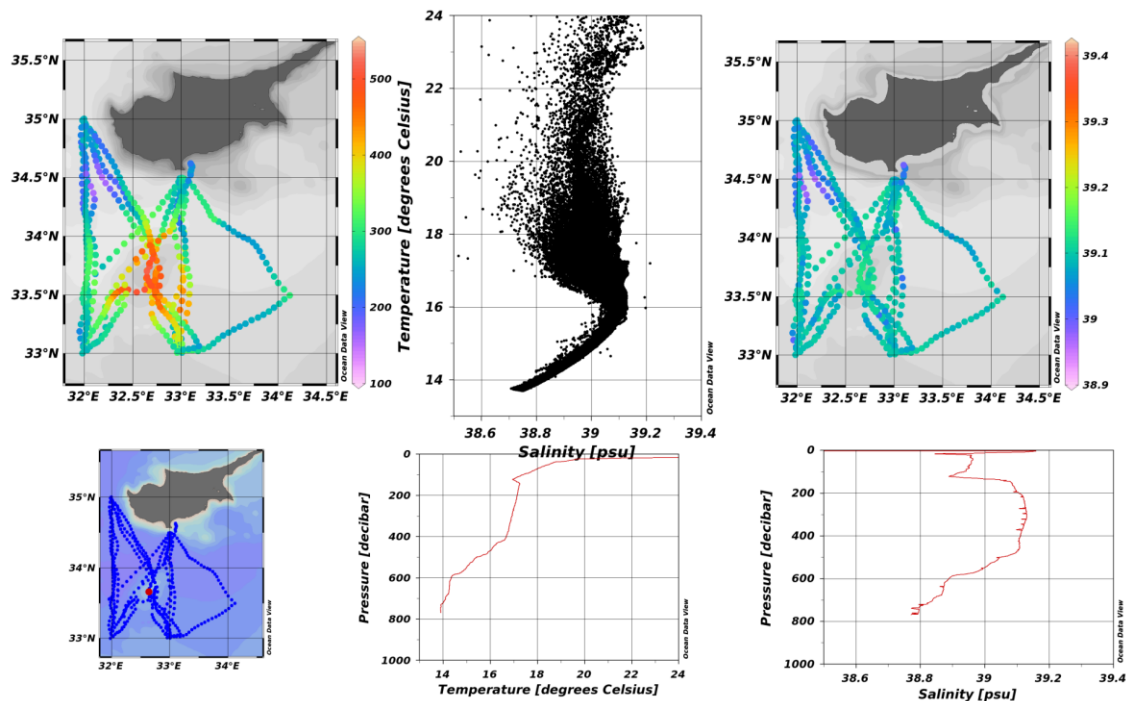 35.5°N
35°N
34.5°N
34°N
33.5°N
33°N
32°E 32.5°E 33°E 33.5°E 34°E 34.5°E
Ocean Data View
500
400
300
200
100
24
22
20
18
16
14
Temperature [degrees Celsius]
38.6 38.8 39 39.2 39.4
Salinity [psu]
Ocean Data View
35.5°N
35°N
34.5°N
34°N
33.5°N
33°N
32°E 32.5°E 33°E 33.5°E 34°E 34.5°E
Ocean Data View
39.4
39.3
39.2
39.1
39
38.9
35°N
34°N
33°N
32°E 33°E 34°E
Ocean Data View
0
200
400
600
800
1000
Pressure [decibar]
14 16 18 20 22 24
Temperature [degrees Celsius]
Ocean Data View
0
200
400
600
800
1000
Pressure [decibar]
38.6 38.8 39 39.2 39.4
Salinity [psu]
Ocean Data View